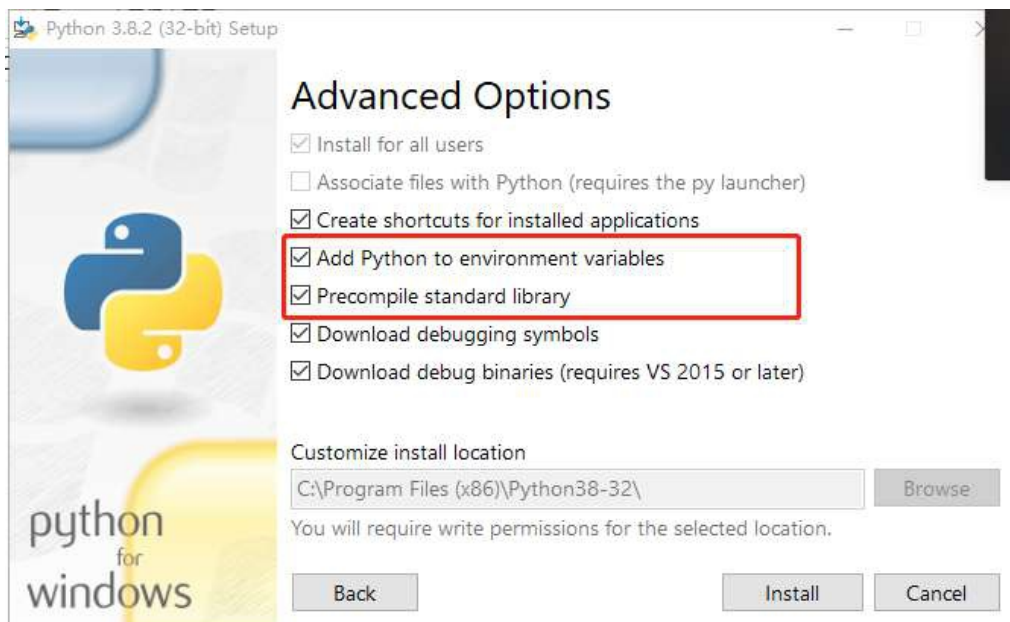 Python 3.8.2 (32-bit) Setup
Advanced Options
Install for all users
Associate files with Python (requires the py launcher)
Create shortcuts for installed applications
Add Python to environment variables
Precompile standard library
Download debugging symbols
Download debug binaries (requires VS 2015 or later)
Customize install location
C:\Program Files (x86)\Python38-32\
Browse
You will require write permissions for the selected location.
python
for
windows
Back
Install
Cancel